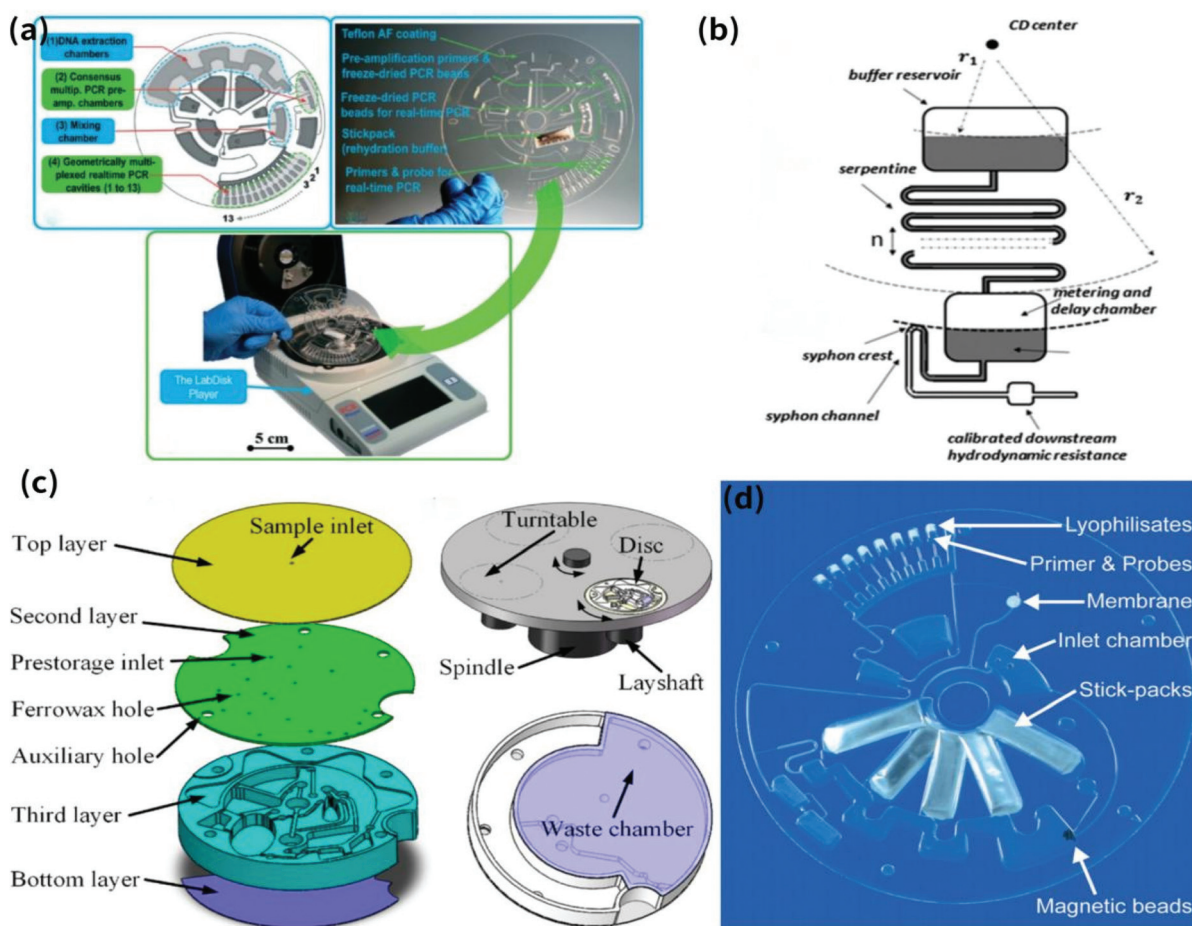 (a)
(1)DNA extraction
chambers
(2) Consensus
multip. PCR pre-
amp. chambers
(3) Mixing
chamber
(4) Geometrically multi-
plexed realtime PCR
cavities (1 to 13)
1
2
3
13
Teflon AF coating
Pre-amplification primers &
freeze-dried PCR beads
Freeze-dried PCR
beads for real-time PCR
Stickpack
(rehydration buffer)
Primers & probe for
real-time PCR
The LabDisk
Player
5 cm
(b)
CD center
r1
buffer reservoir
serpentine
r2
n
metering and
delay chamber
syphon crest
syphon channel
calibrated downstream
hydrodynamic resistance
(c)
Sample inlet
Top layer
Second layer
Prestorage inlet
Ferrowax hole
Auxiliary hole
Third layer
Bottom layer
Turntable
Disc
Spindle
Layshaft
Waste chamber
(d)
Lyophilisates
Primer & Probes
Membrane
Inlet chamber
Stick-packs
Magnetic beads